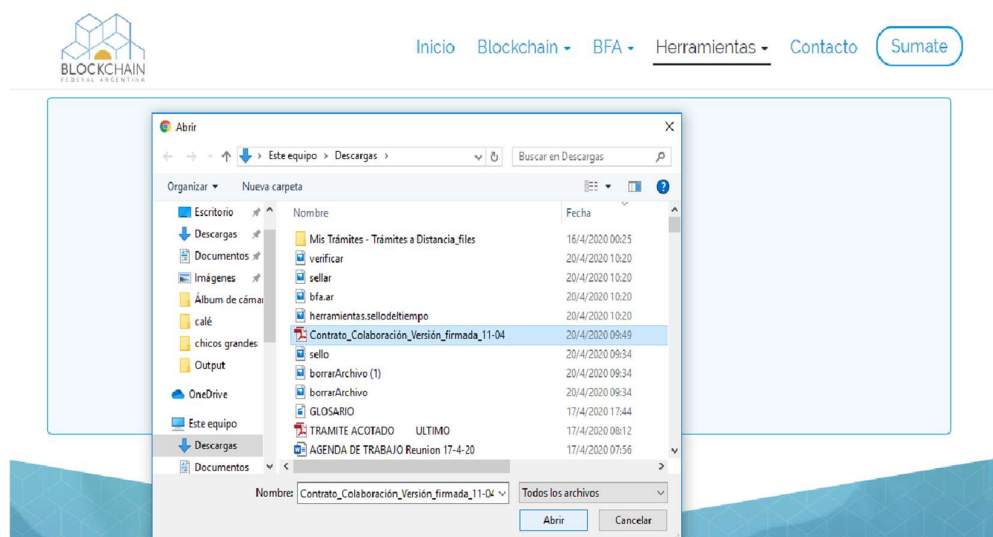 BLOCKCHAIN
FEDERAL ARGENTINA
Inicio Blockchain BFA Herramientas Contacto Sumate
Abrir
Este equipo > Descargas >
Buscar en Descargas
Organizar Nueva carpeta
Nombre Fecha
Escritorio
Descargas
Documentos
Imágenes
Álbum de cámar
calé
chicos grandes
Output
OneDrive
Este equipo
Descargas
Documentos
Mis Trámites - Trámites a Distancia_files 16/4/2020 00:25
verificar 20/4/2020 10:20
sellar 20/4/2020 10:20
bfa.ar 20/4/2020 10:20
herramientas.sellodeltiempo 20/4/2020 10:20
Contrato_Colaboración_Versión_firmada_11-04 20/4/2020 09:49
sello 20/4/2020 09:34
borrarArchivo (1) 20/4/2020 09:34
borrarArchivo 20/4/2020 09:34
GLOSARIO 17/4/2020 17:44
TRAMITE ACOTADO ULTIMO 17/4/2020 08:12
AGENDA DE TRABAJO Reunion 17-4-20 17/4/2020 07:56
Nombre: Contrato_Colaboración_Versión_firmada_11-04 Todos los archivos
Abrir Cancelar